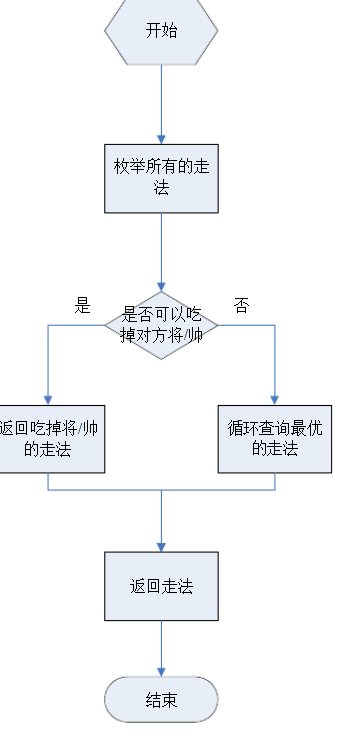 开始
枚举所有的走
法
是否可以吃
掉对方将/帅
是
否
返回吃掉将/帅
的走法
循环查询最优
的走法
返回走法
结束